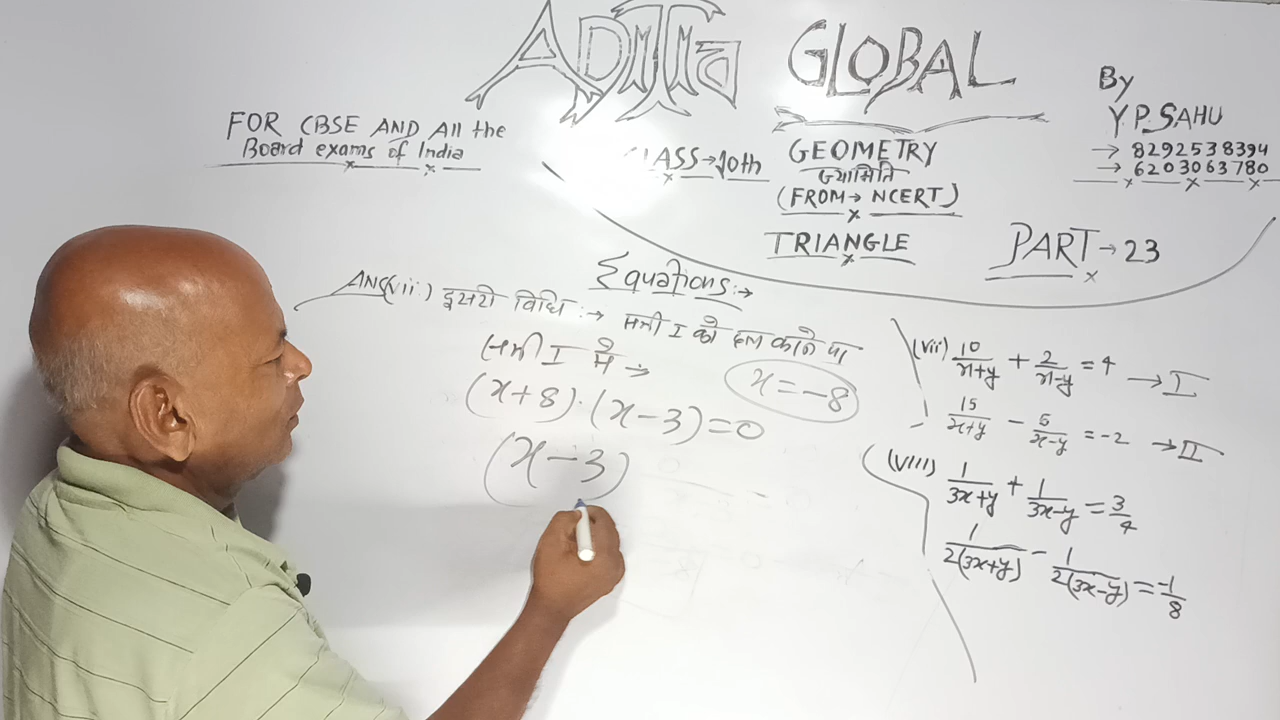 ADITYA GLOBAL
By
Y.P. SAHU
→ 8292538394
→ 6203063780
FOR CBSE AND All the
Board exams of India
CLASS→10th
GEOMETRY
ज्यामिति
(FROM→ NCERT)
TRIANGLE
PART→23
Equations:→
ANS(vii) दूसरी विधि :→ समी I को हल करने पर
समी I से →
x=-8
(x+8)·(x-3)=0
(x-3)
(vii) 10/x+y + 2/x-y = 4 → I
15/x+y - 5/x-y = -2 → II
(viii) 1/3x+y + 1/3x-y = 3/4
1/2(3x+y) - 1/2(3x-y) = -1/8